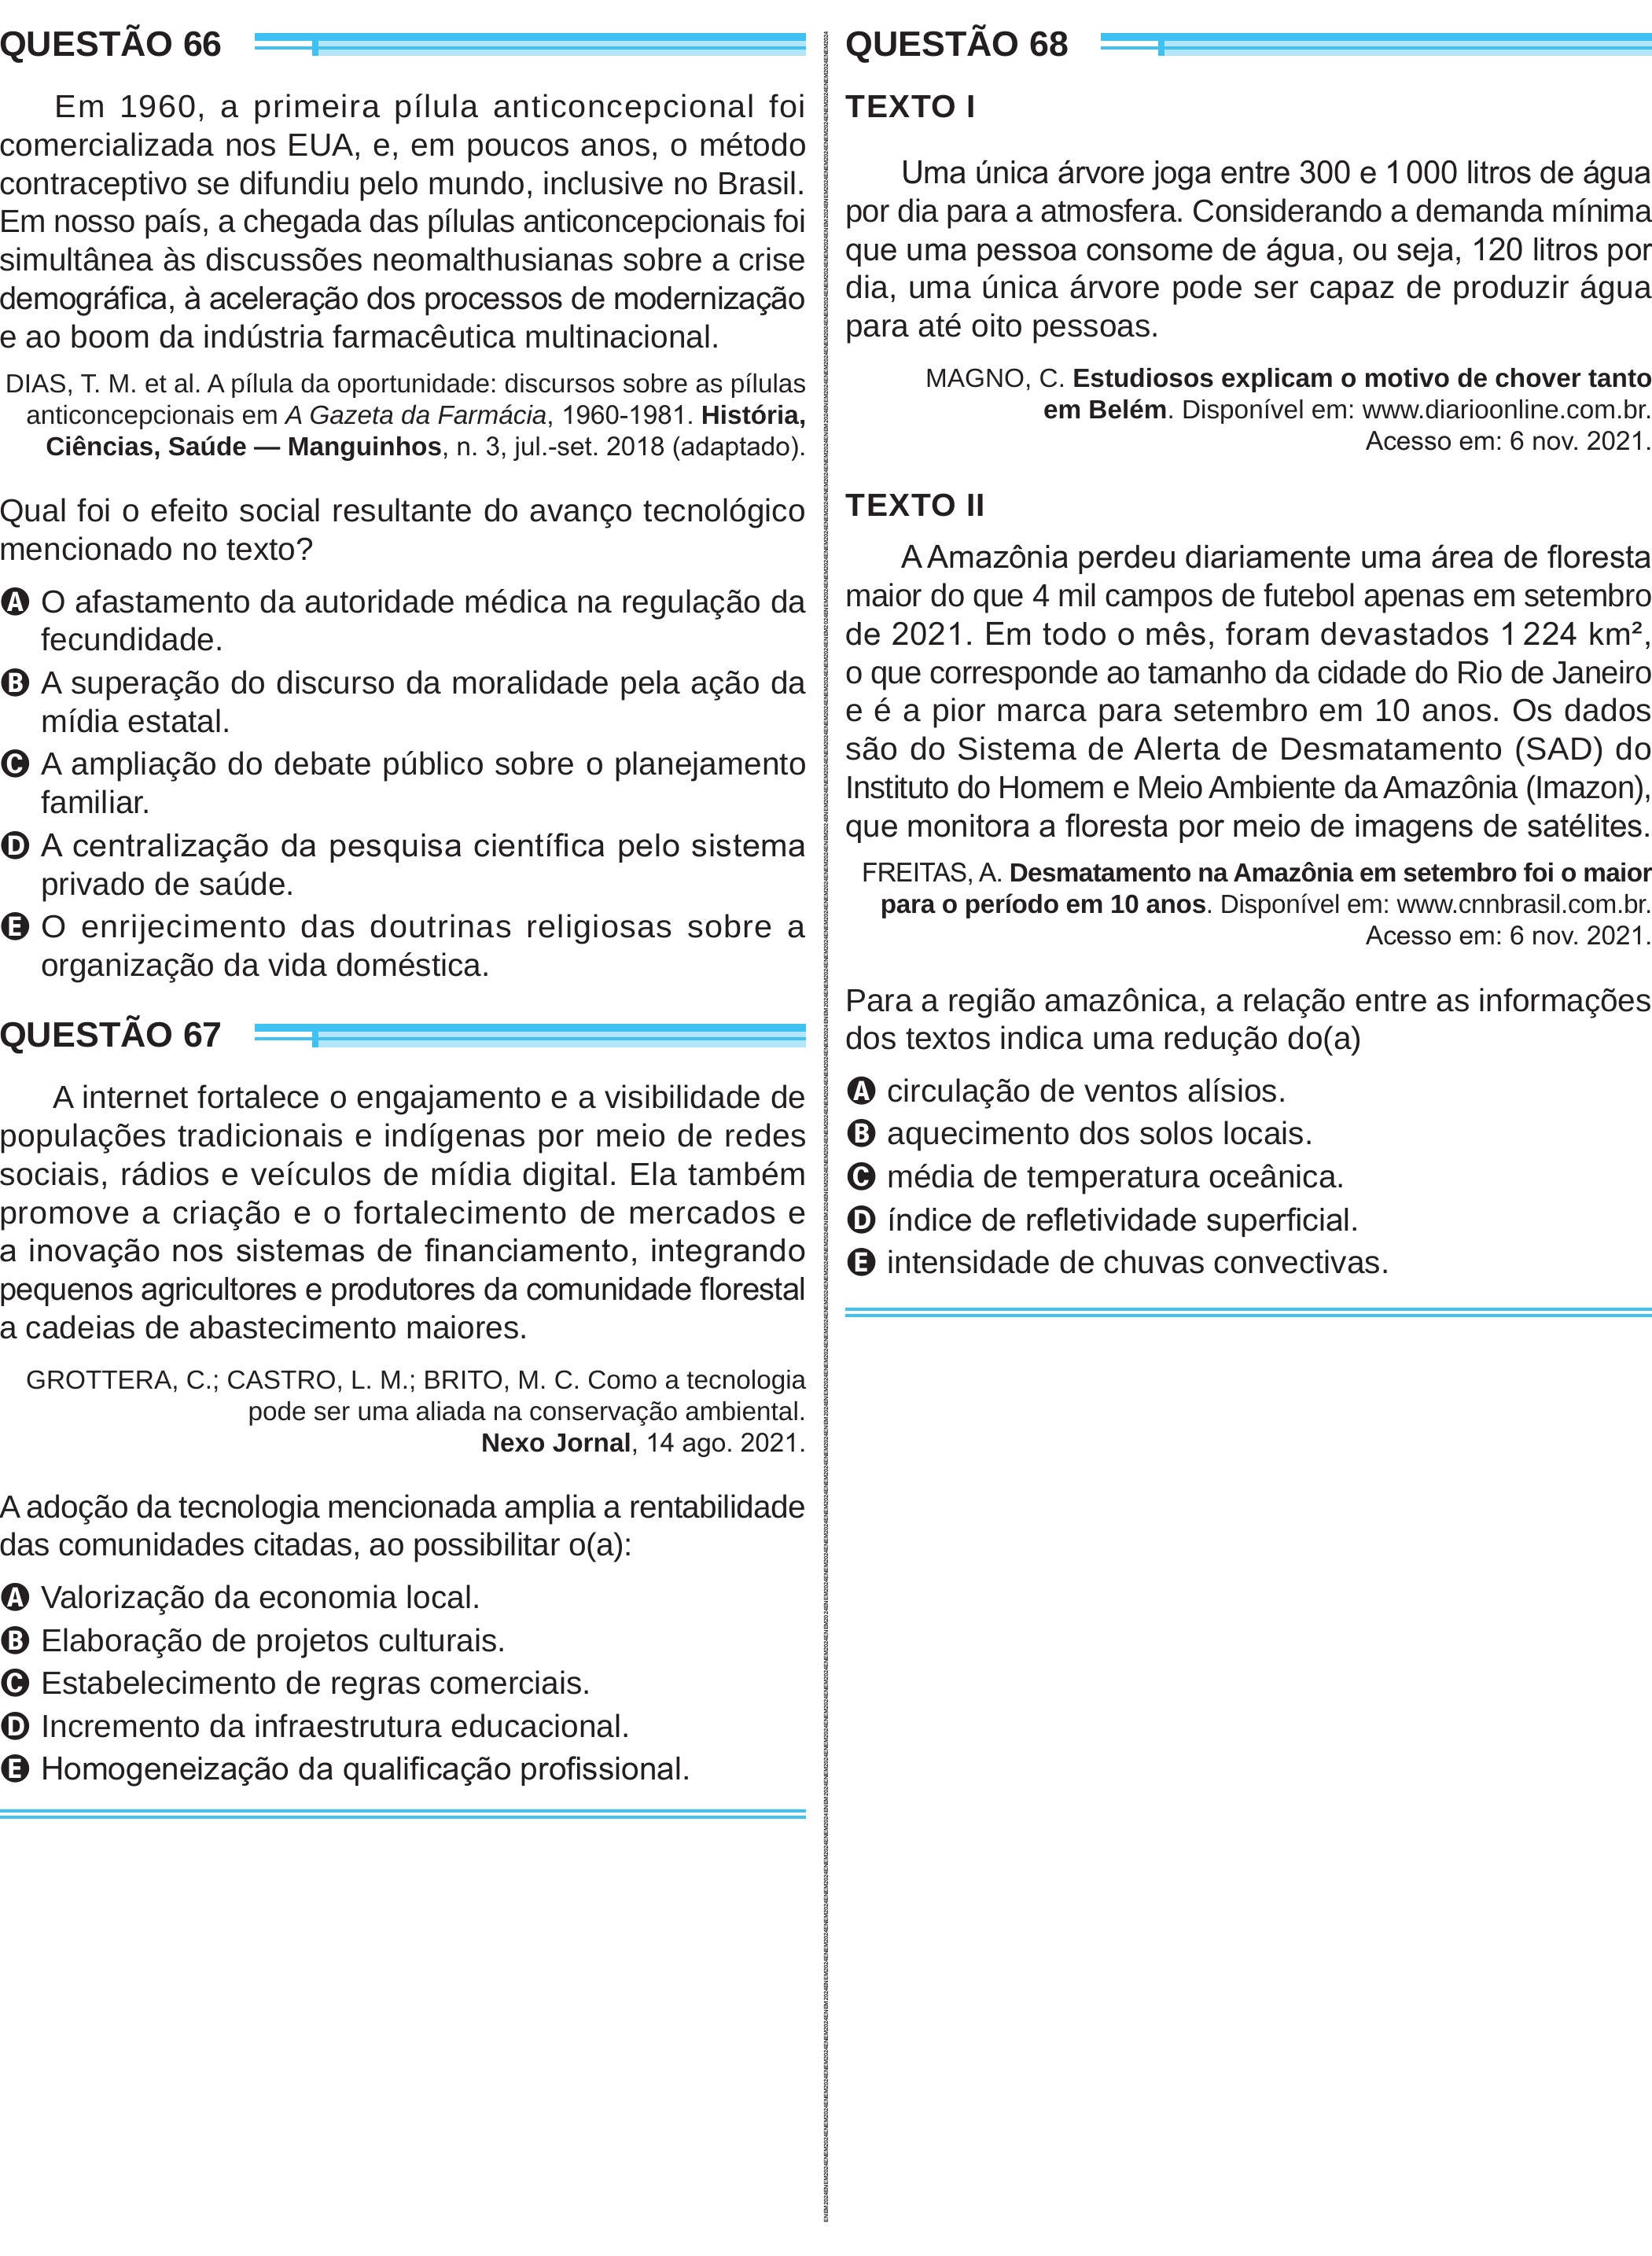 QUESTÃO 66
Em 1960, a primeira pílula anticoncepcional foi
comercializada nos EUA, e, em poucos anos, o método
contraceptivo se difundiu pelo mundo, inclusive no Brasil.
Em nosso país, a chegada das pílulas anticoncepcionais foi
simultânea às discussões neomalthusianas sobre a crise
demográfica, à aceleração dos processos de modernização
e ao boom da indústria farmacêutica multinacional.
DIAS, T. M. et al. A pílula da oportunidade: discursos sobre as pílulas
anticoncepcionais em A Gazeta da Farmácia, 1960-1981. História,
Ciências, Saúde — Manguinhos, n. 3, jul.-set. 2018 (adaptado).
Qual foi o efeito social resultante do avanço tecnológico
mencionado no texto?
A O afastamento da autoridade médica na regulação da
fecundidade.
B A superação do discurso da moralidade pela ação da
mídia estatal.
C A ampliação do debate público sobre o planejamento
familiar.
D A centralização da pesquisa científica pelo sistema
privado de saúde.
E O enrijecimento das doutrinas religiosas sobre a
organização da vida doméstica.
QUESTÃO 67
A internet fortalece o engajamento e a visibilidade de
populações tradicionais e indígenas por meio de redes
sociais, rádios e veículos de mídia digital. Ela também
promove a criação e o fortalecimento de mercados e
a inovação nos sistemas de financiamento, integrando
pequenos agricultores e produtores da comunidade florestal
a cadeias de abastecimento maiores.
GROTTERA, C.; CASTRO, L. M.; BRITO, M. C. Como a tecnologia
pode ser uma aliada na conservação ambiental.
Nexo Jornal, 14 ago. 2021.
A adoção da tecnologia mencionada amplia a rentabilidade
das comunidades citadas, ao possibilitar o(a):
A Valorização da economia local.
B Elaboração de projetos culturais.
C Estabelecimento de regras comerciais.
D Incremento da infraestrutura educacional.
E Homogeneização da qualificação profissional.
QUESTÃO 68
TEXTO I
Uma única árvore joga entre 300 e 1 000 litros de água
por dia para a atmosfera. Considerando a demanda mínima
que uma pessoa consome de água, ou seja, 120 litros por
dia, uma única árvore pode ser capaz de produzir água
para até oito pessoas.
MAGNO, C. Estudiosos explicam o motivo de chover tanto
em Belém. Disponível em: www.diarioonline.com.br.
Acesso em: 6 nov. 2021.
TEXTO II
A Amazônia perdeu diariamente uma área de floresta
maior do que 4 mil campos de futebol apenas em setembro
de 2021. Em todo o mês, foram devastados 1 224 km²,
o que corresponde ao tamanho da cidade do Rio de Janeiro
e é a pior marca para setembro em 10 anos. Os dados
são do Sistema de Alerta de Desmatamento (SAD) do
Instituto do Homem e Meio Ambiente da Amazônia (Imazon),
que monitora a floresta por meio de imagens de satélites.
FREITAS, A. Desmatamento na Amazônia em setembro foi o maior
para o período em 10 anos. Disponível em: www.cnnbrasil.com.br.
Acesso em: 6 nov. 2021.
Para a região amazônica, a relação entre as informações
dos textos indica uma redução do(a)
A circulação de ventos alísios.
B aquecimento dos solos locais.
C média de temperatura oceânica.
D índice de refletividade superficial.
E intensidade de chuvas convectivas.